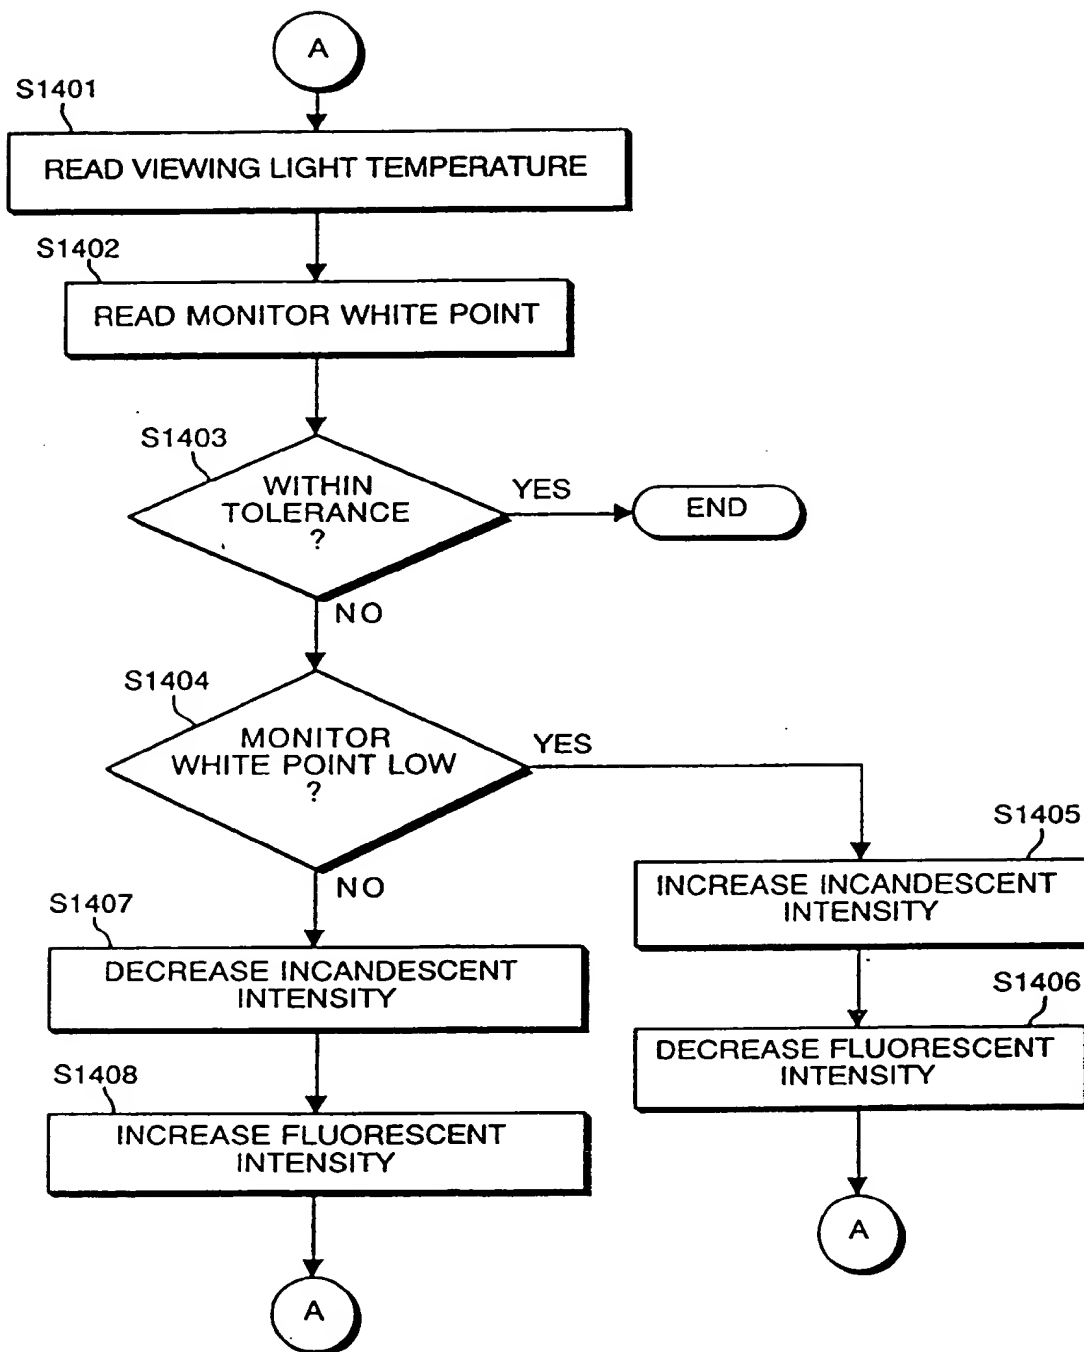 A
S1401
READ VIEWING LIGHT TEMPERATURE
S1402
READ MONITOR WHITE POINT
S1403
WITHIN
TOLERANCE
?
YES
END
NO
S1404
MONITOR
WHITE POINT LOW
?
YES
NO
S1405
INCREASE INCANDESCENT
INTENSITY
S1406
DECREASE FLUORESCENT
INTENSITY
A
S1407
DECREASE INCANDESCENT
INTENSITY
S1408
INCREASE FLUORESCENT
INTENSITY
A